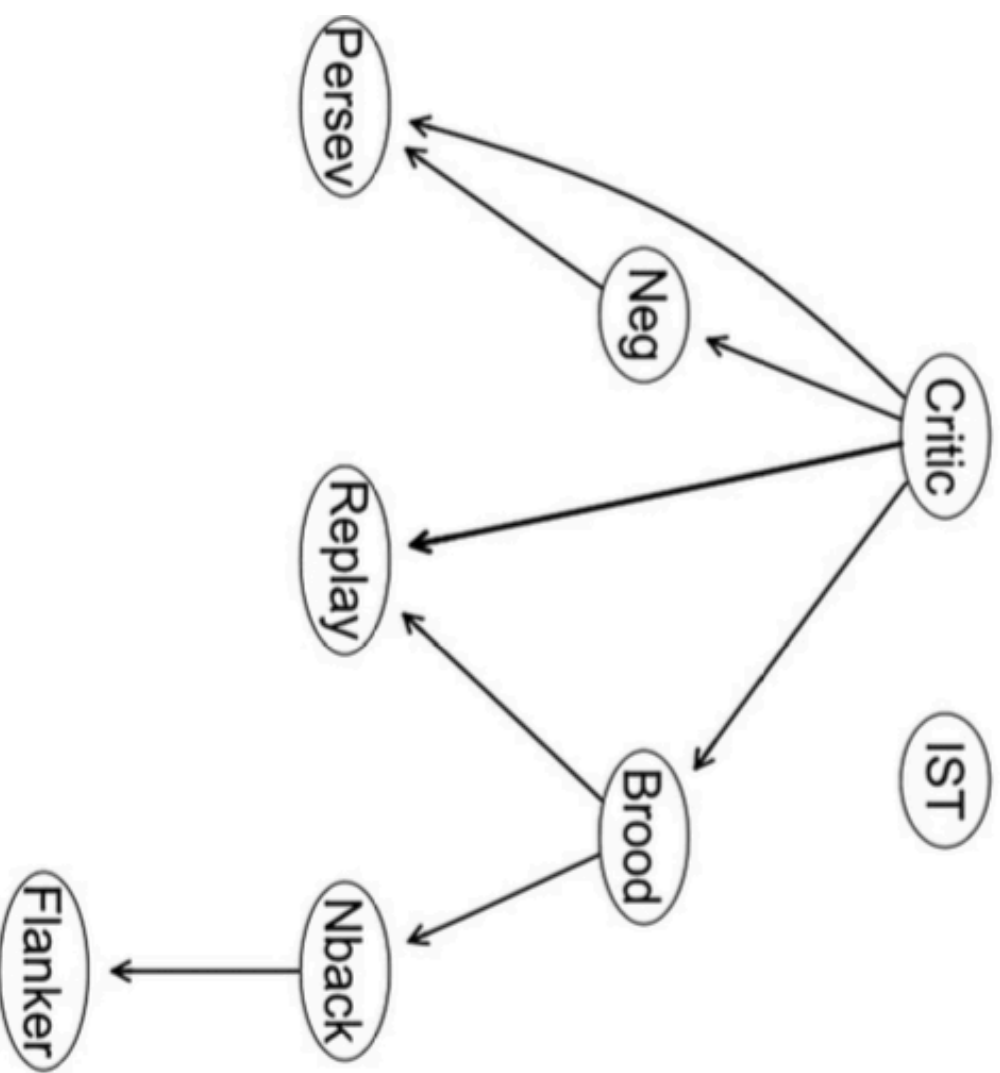 Critic
IST
Neg
Brood
Persev
Replay
Nback
Flanker